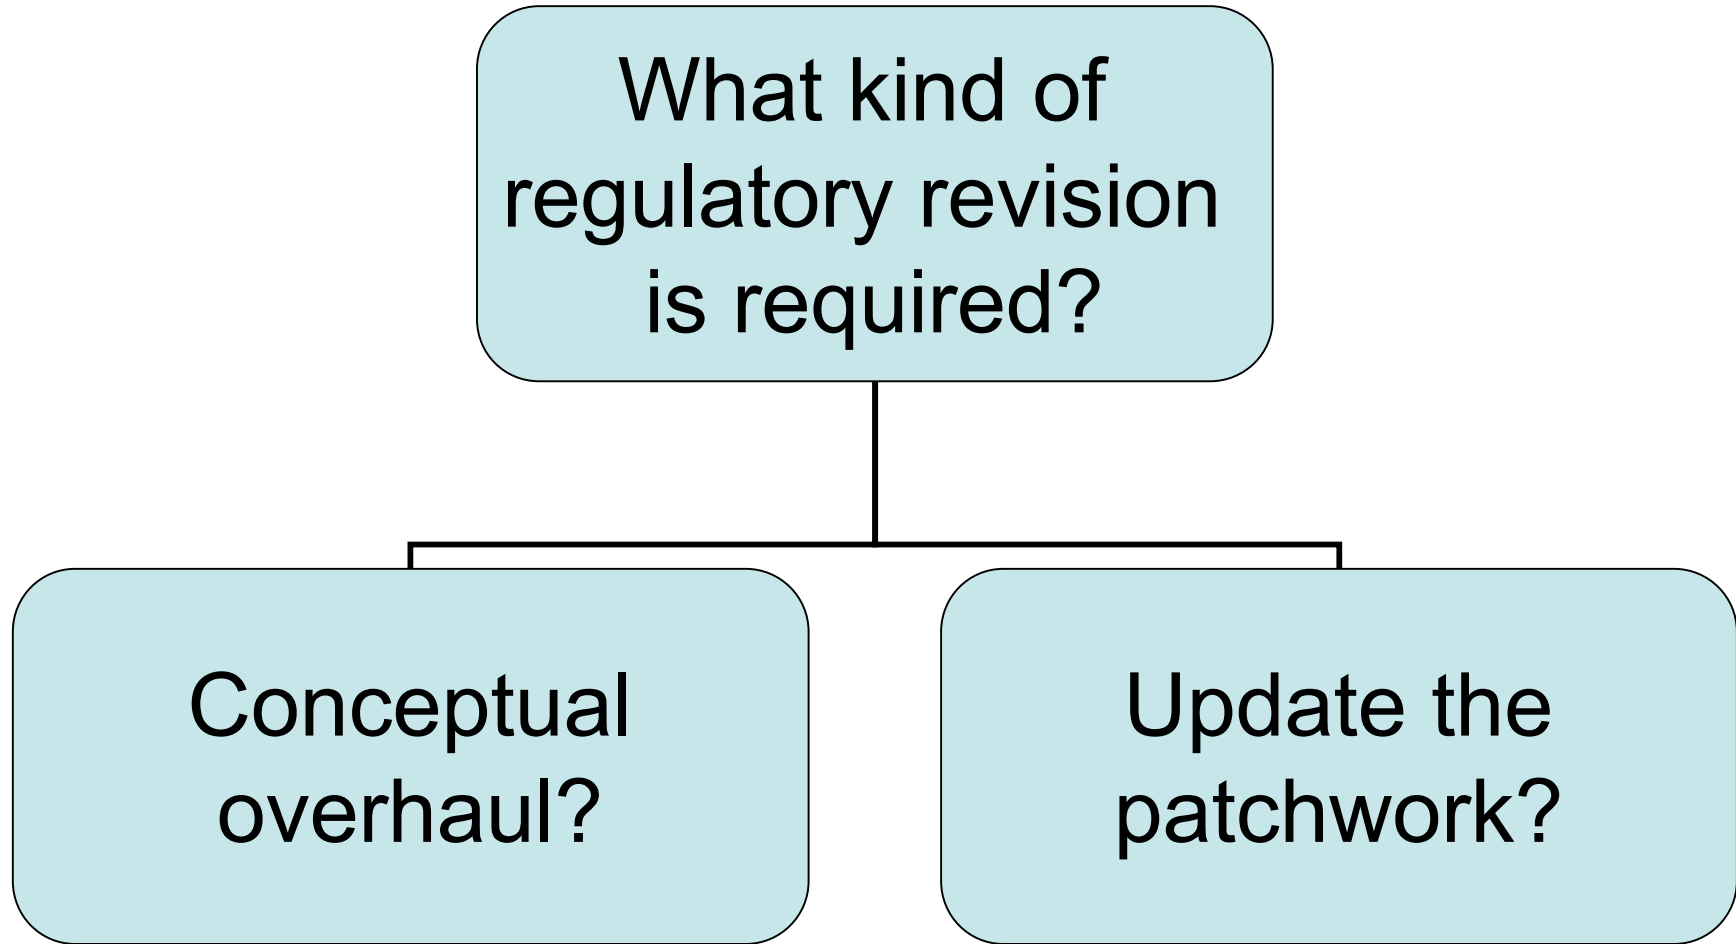 What kind of
regulatory revision
is required?
Conceptual
overhaul?
Update the
patchwork?